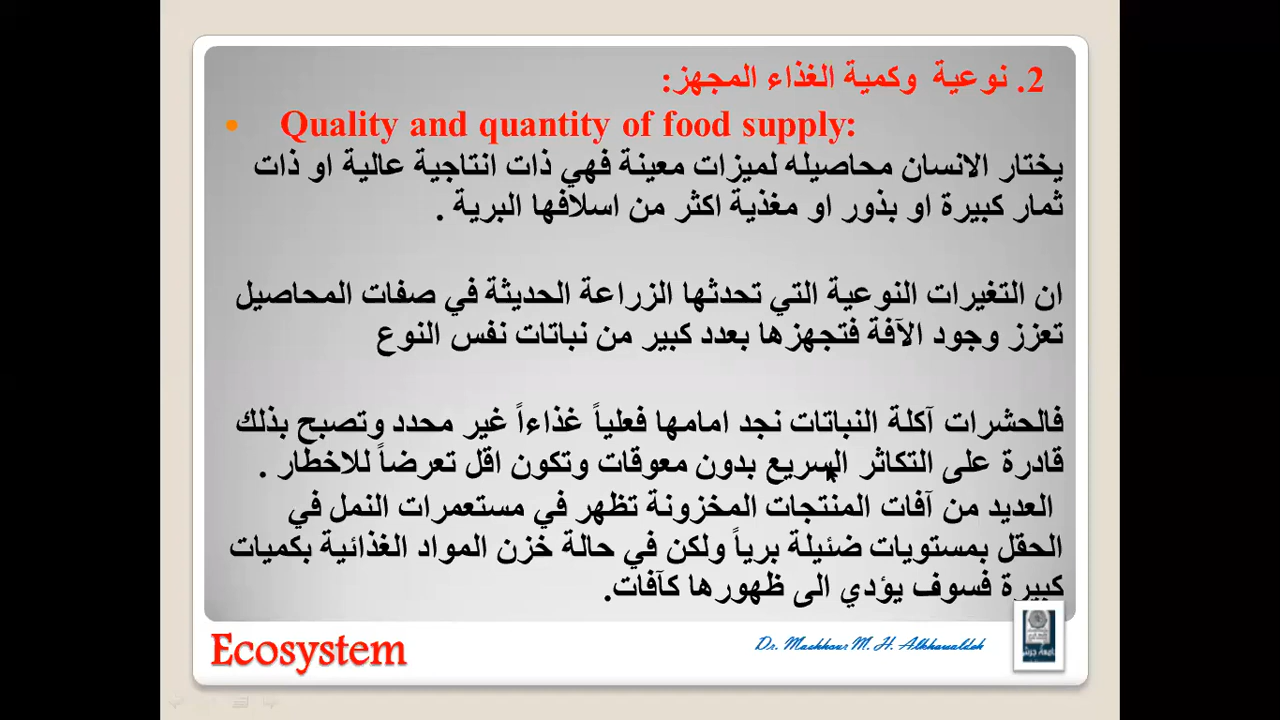 2. نوعية وكمية الغذاء المجهز:
• Quality and quantity of food supply:
يختار الانسان محاصيله لميزات معينة فهي ذات انتاجية عالية او ذات
ثمار كبيرة او بذور او مغذية اكثر من اسلافها البرية .
ان التغيرات النوعية التي تحدثها الزراعة الحديثة في صفات المحاصيل
تعزز وجود الآفة فتجهزها بعدد كبير من نباتات نفس النوع
فالحشرات آكلة النباتات نجد امامها فعلياً غذاءاً غير محدد وتصبح بذلك
قادرة على التكاثر السريع بدون معوقات وتكون اقل تعرضاً للاخطار .
العديد من آفات المنتجات المخزونة تظهر في مستعمرات النمل في
الحقل بمستويات ضئيلة برياً ولكن في حالة خزن المواد الغذائية بكميات
كبيرة فسوف يؤدي الى ظهورها كآفات.
Ecosystem
Dr. Mashhour M. H. Alkhawaldeh